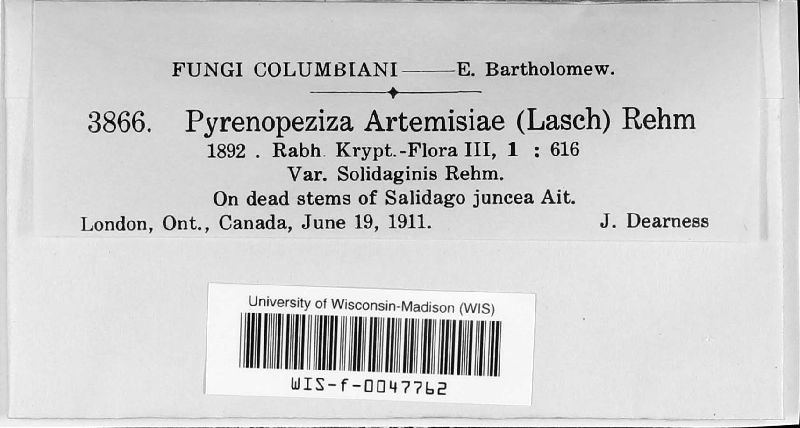 FUNGI COLUMBIANI——E. Bartholomew.
3866. Pyrenopeziza Artemisiae (Lasch) Rehm
1892 . Rabh. Krypt.-Flora III, 1 : 616
Var. Solidaginis Rehm.
On dead stems of Salidago juncea Ait.
London, Ont., Canada, June 19, 1911. J. Dearness
University of Wisconsin-Madison (WIS)
WIS-f-0047762